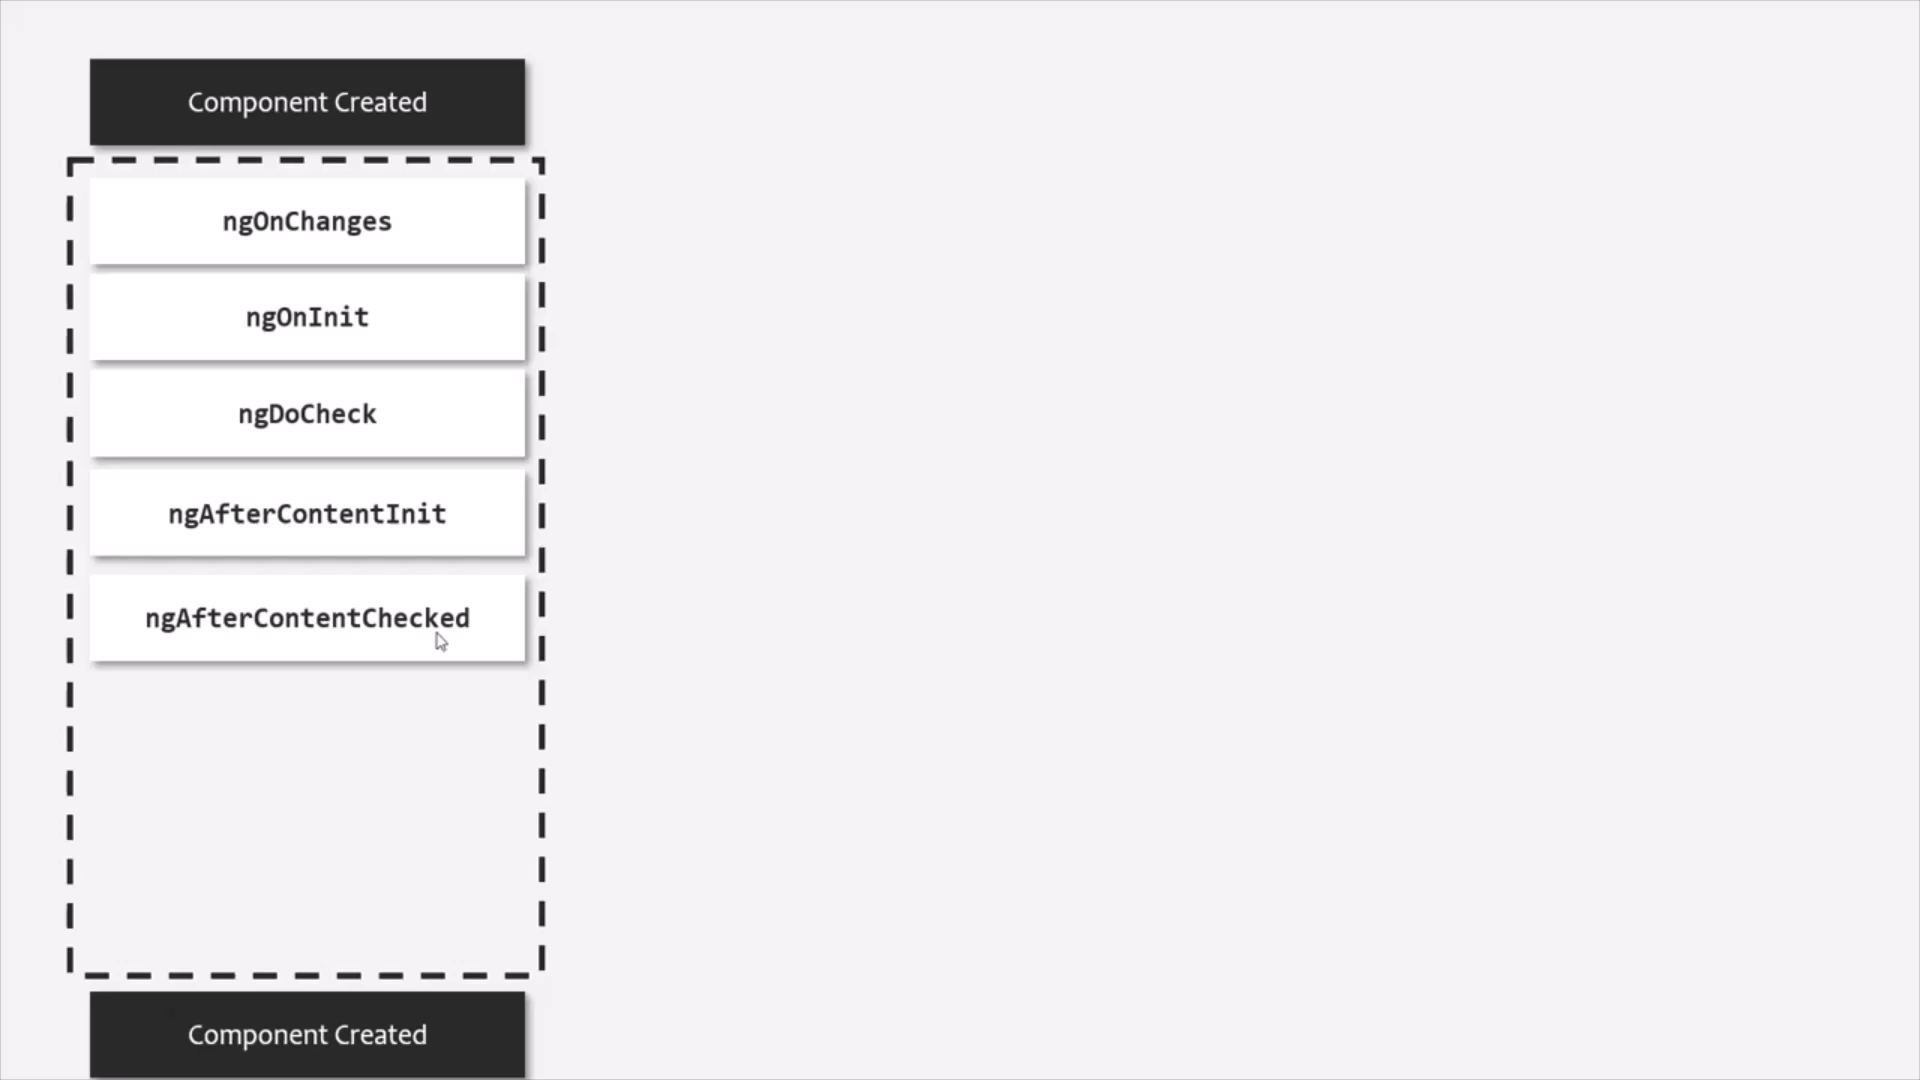 Component Created
ngOnChanges
ngOnInit
ngDoCheck
ngAfterContentInit
ngAfterContentChecked
Component Created